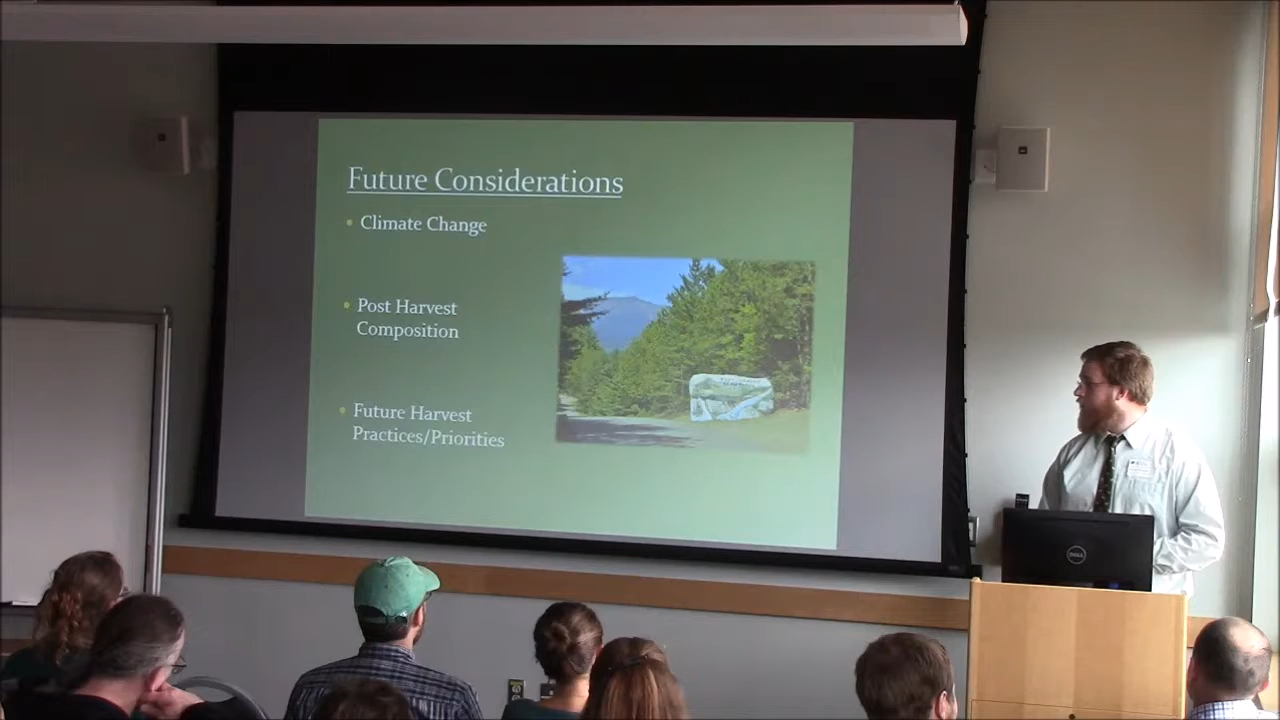 Future Considerations
• Climate Change
• Post Harvest
Composition
• Future Harvest
Practices/Priorities
DELL